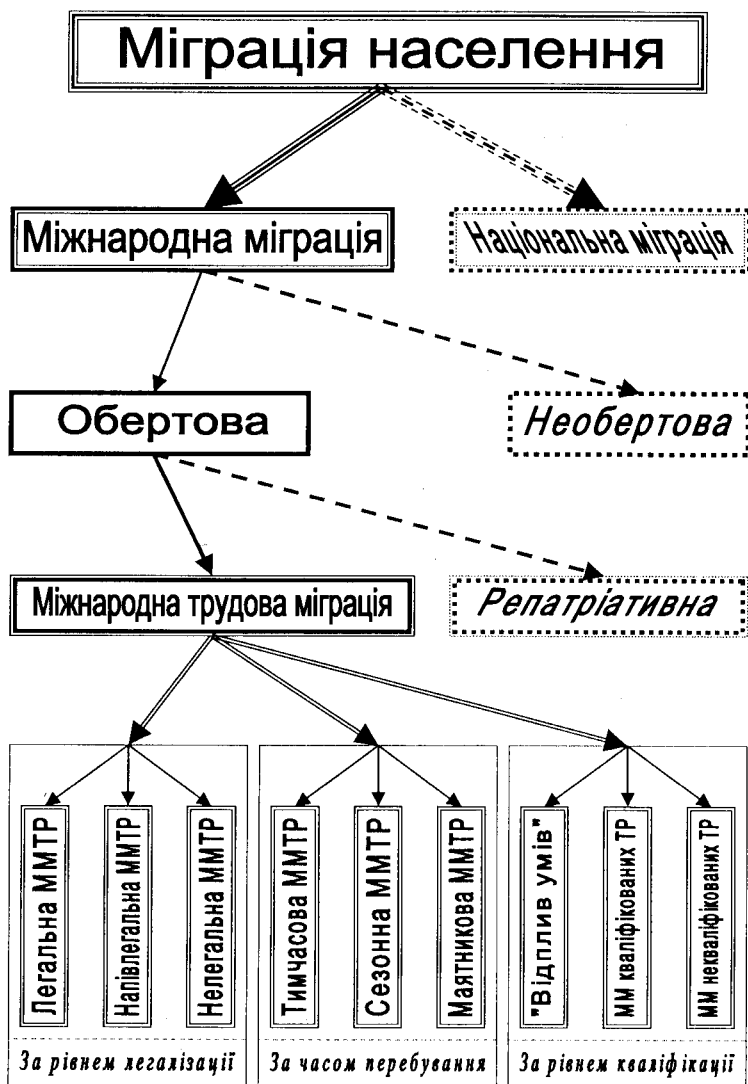 Міграція населення
Міжнародна міграція
Національна міграція
Обертова
Необертова
Міжнародна трудова міграція
Репатріативна
Легальна ММТР
Напівлегальна ММТР
Нелегальна ММТР
Тимчасова ММТР
Сезонна ММТР
Маятникова ММТР
"Відплив умів"
ММ кваліфікованих ТР
ММ некваліфікованих ТР
За рівнем легалізації
За часом перебування
За рівнем кваліфікації